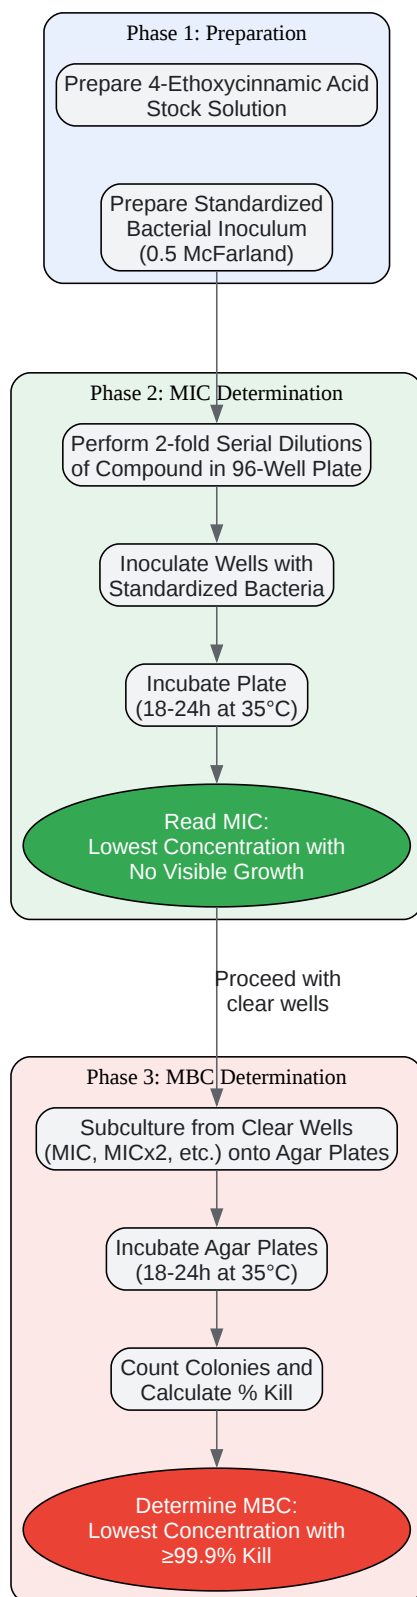 Phase 1: Preparation
Prepare 4-Ethoxycinnamic Acid
Stock Solution
Prepare Standardized
Bacterial Inoculum
(0.5 McFarland)
Phase 2: MIC Determination
Perform 2-fold Serial Dilutions
of Compound in 96-Well Plate
Inoculate Wells with
Standardized Bacteria
Incubate Plate
(18-24h at 35°C)
Read MIC:
Lowest Concentration with
No Visible Growth
Proceed with
clear wells
Phase 3: MBC Determination
Subculture from Clear Wells
(MIC, MICx2, etc.) onto Agar Plates
Incubate Agar Plates
(18-24h at 35°C)
Count Colonies and
Calculate % Kill
Determine MBC:
Lowest Concentration with
≥99.9% Kill